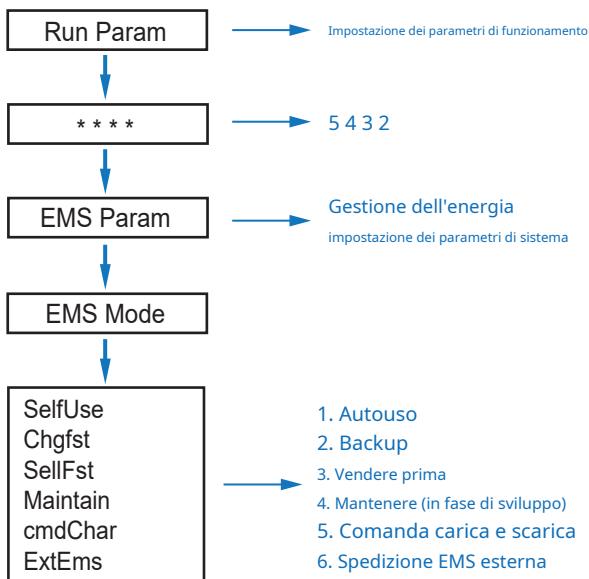 Run Param
Impostazione dei parametri di funzionamento
* * * *
5 4 3 2
EMS Param
Gestione dell'energia
impostazione dei parametri di sistema
EMS Mode
SelfUse
Chgfst
SellFst
Maintain
cmdChar
ExtEms
1. Autouso
2. Backup
3. Vendere prima
4. Mantenere (in fase di sviluppo)
5. Comanda carica e scarica
6. Spedizione EMS esterna